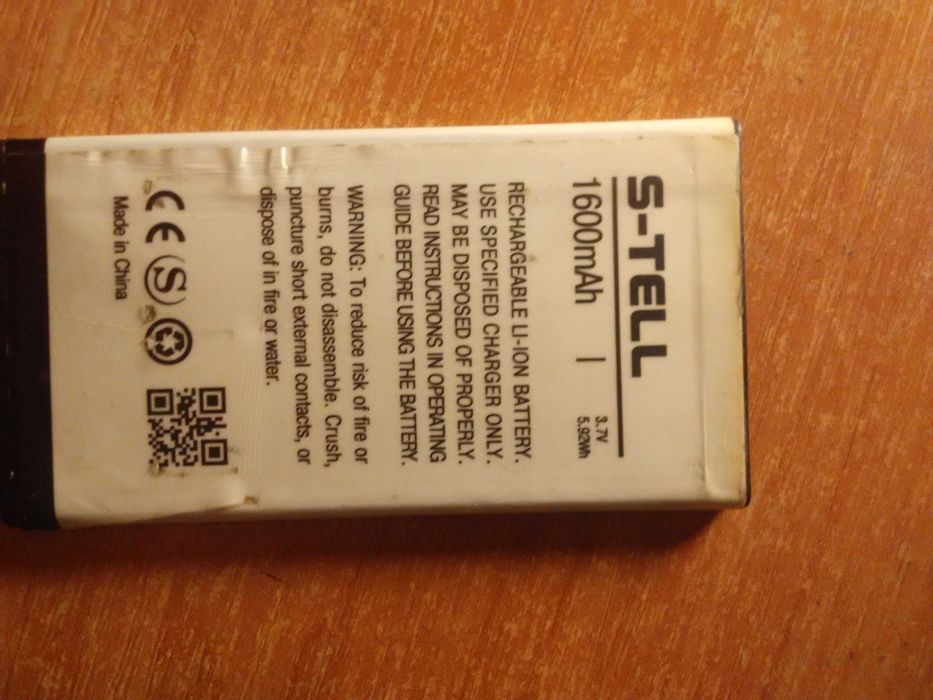 S-TELL
1600mAh | 3.7V
5.92Wh
RECHARGEABLE LI-ION BATTERY.
USE SPECIFIED CHARGER ONLY.
MAY BE DISPOSED OF PROPERLY.
READ INSTRUCTIONS IN OPERATING
GUIDE BEFORE USING THE BATTERY.
WARNING: To reduce risk of fire or
burns, do not disassemble. Crush,
puncture short external contacts, or
dispose of in fire or water.
CE S
Made in China